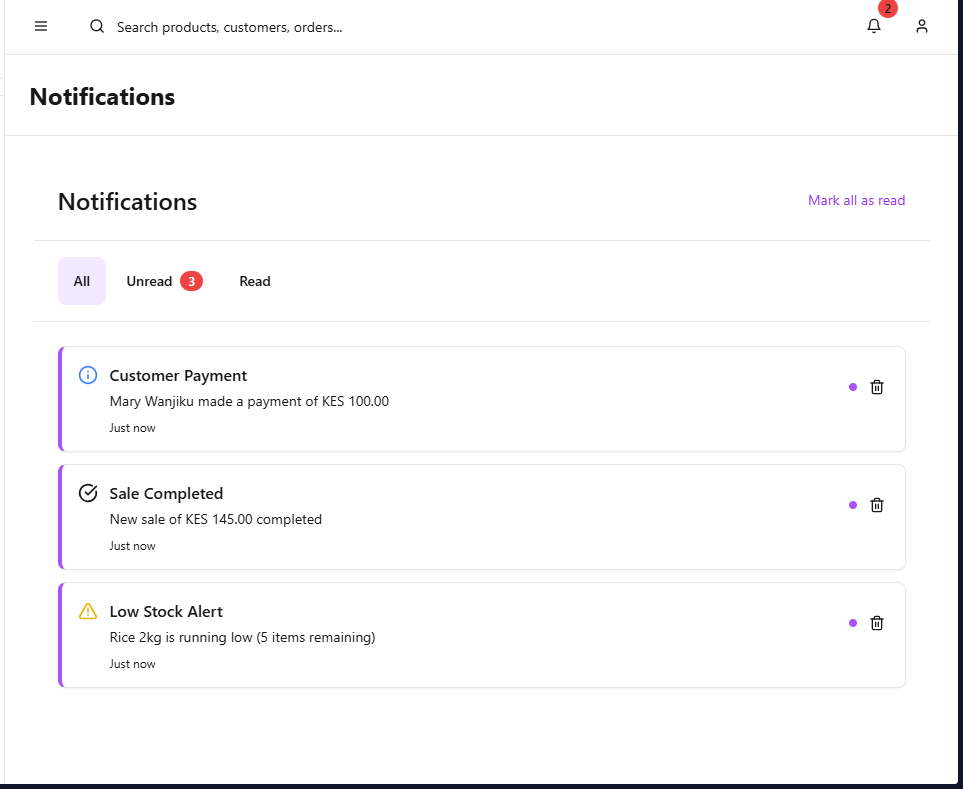 Search products, customers, orders...
2
Notifications
Notifications
Mark all as read
All
Unread 3
Read
Customer Payment
Mary Wanjiku made a payment of KES 100.00
Just now
Sale Completed
New sale of KES 145.00 completed
Just now
Low Stock Alert
Rice 2kg is running low (5 items remaining)
Just now